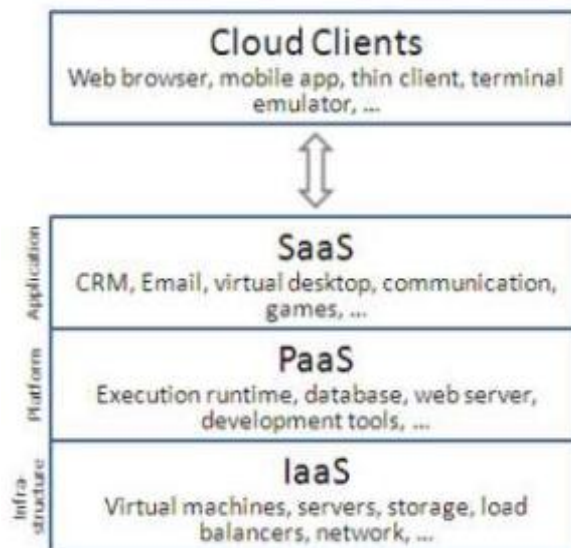 Cloud Clients
Web browser, mobile app, thin client, terminal
emulator, ...
Application
SaaS
CRM, Email, virtual desktop, communication,
games, ...
Platform
PaaS
Execution runtime, database, web server,
development tools, ...
Infra-
structure
IaaS
Virtual machines, servers, storage, load
balancers, network, ...